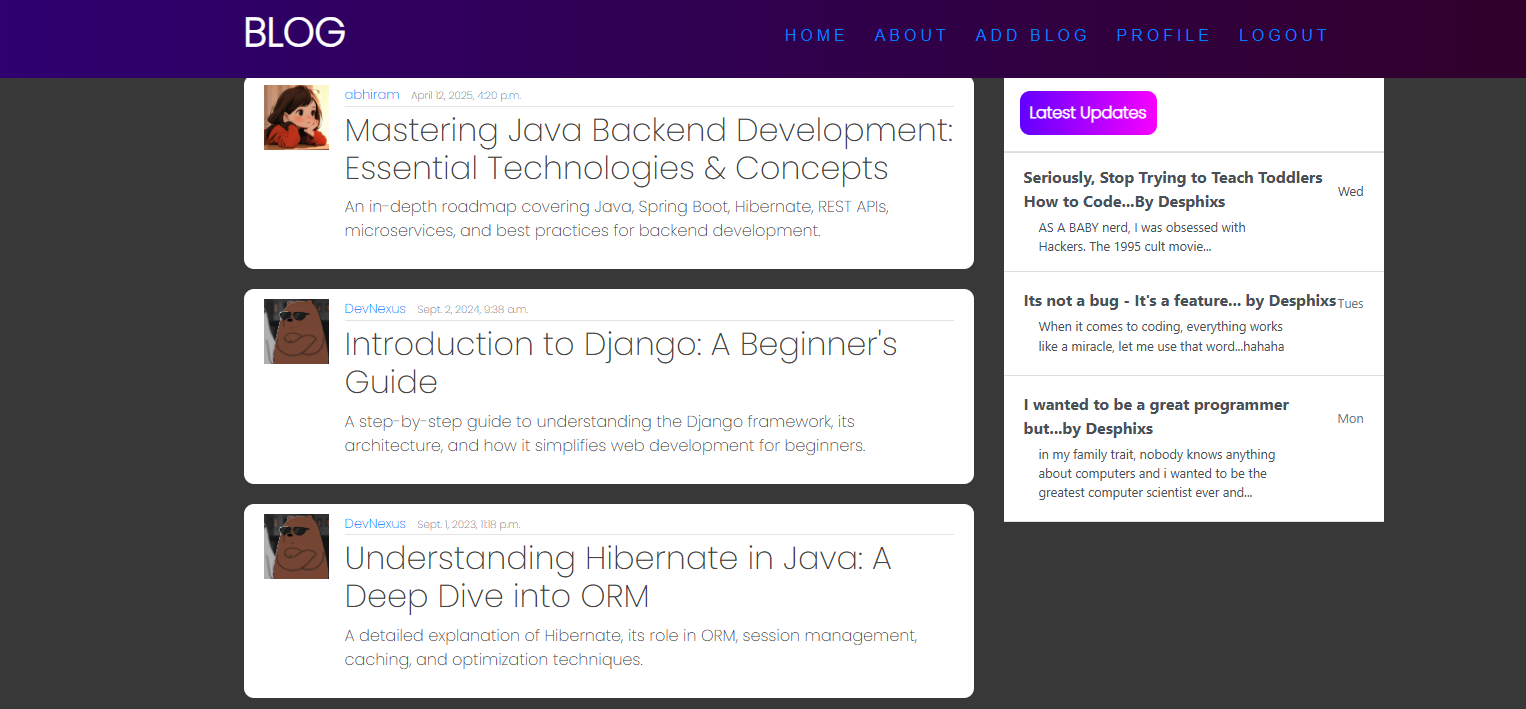 BLOG
HOME ABOUT ADD BLOG PROFILE LOGOUT
abhiram April 12, 2025, 4:20 p.m.
Mastering Java Backend Development:
Essential Technologies & Concepts
An in-depth roadmap covering Java, Spring Boot, Hibernate, REST APIs,
microservices, and best practices for backend development.
DevNexus Sept. 2, 2024, 9:38 a.m.
Introduction to Django: A Beginner's
Guide
A step-by-step guide to understanding the Django framework, its
architecture, and how it simplifies web development for beginners.
DevNexus Sept. 1, 2023, 11:18 p.m.
Understanding Hibernate in Java: A
Deep Dive into ORM
A detailed explanation of Hibernate, its role in ORM, session management,
caching, and optimization techniques.
Latest Updates
Seriously, Stop Trying to Teach Toddlers
How to Code...By Desphixs
Wed
AS A BABY nerd, I was obsessed with
Hackers. The 1995 cult movie...
Its not a bug - It's a feature... by Desphixs
Tues
When it comes to coding, everything works
like a miracle, let me use that word...hahaha
I wanted to be a great programmer
but...by Desphixs
Mon
in my family trait, nobody knows anything
about computers and i wanted to be the
greatest computer scientist ever and...